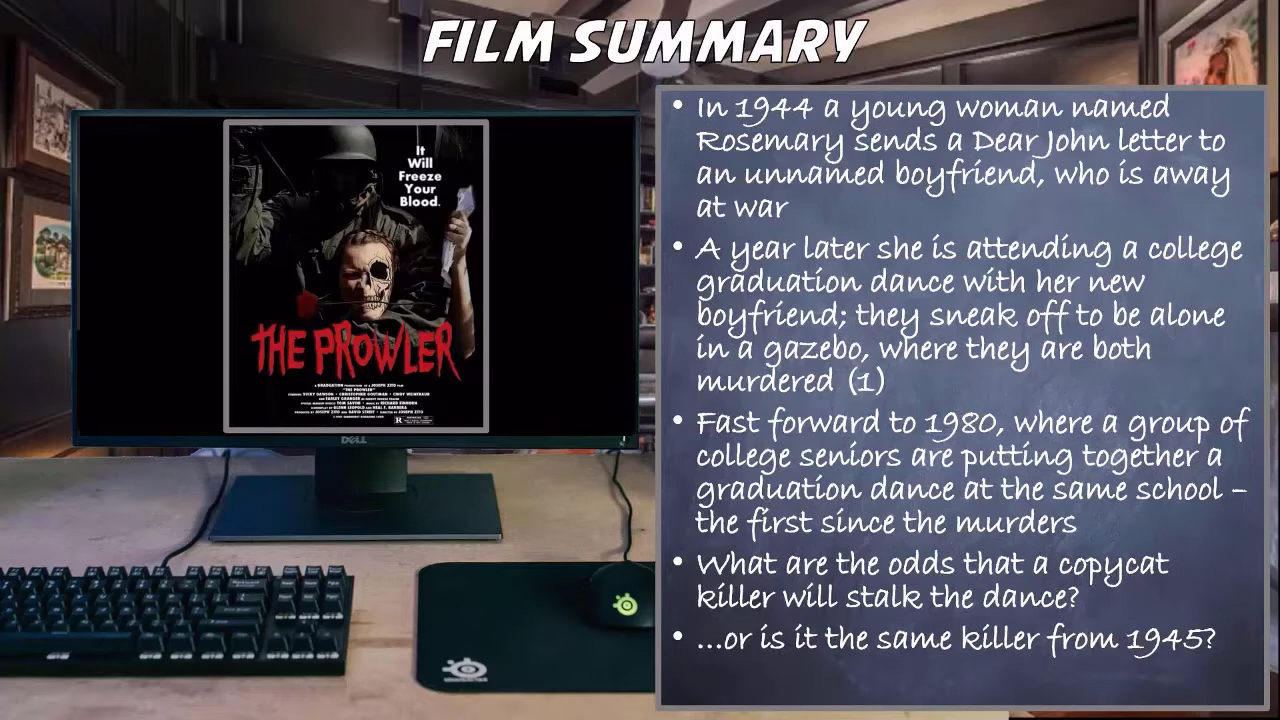 FILM SUMMARY
It
Will
Freeze
Your
Blood.
THE PROWLER
DELL
• In 1944 a young woman named
Rosemary sends a Dear John letter to
an unnamed boyfriend, who is away
at war
• A year later she is attending a college
graduation dance with her new
boyfriend; they sneak off to be alone
in a gazebo, where they are both
murdered (1)
• Fast forward to 1980, where a group of
college seniors are putting together a
graduation dance at the same school –
the first since the murders
• What are the odds that a copycat
killer will stalk the dance?
• ...or is it the same killer from 1945?